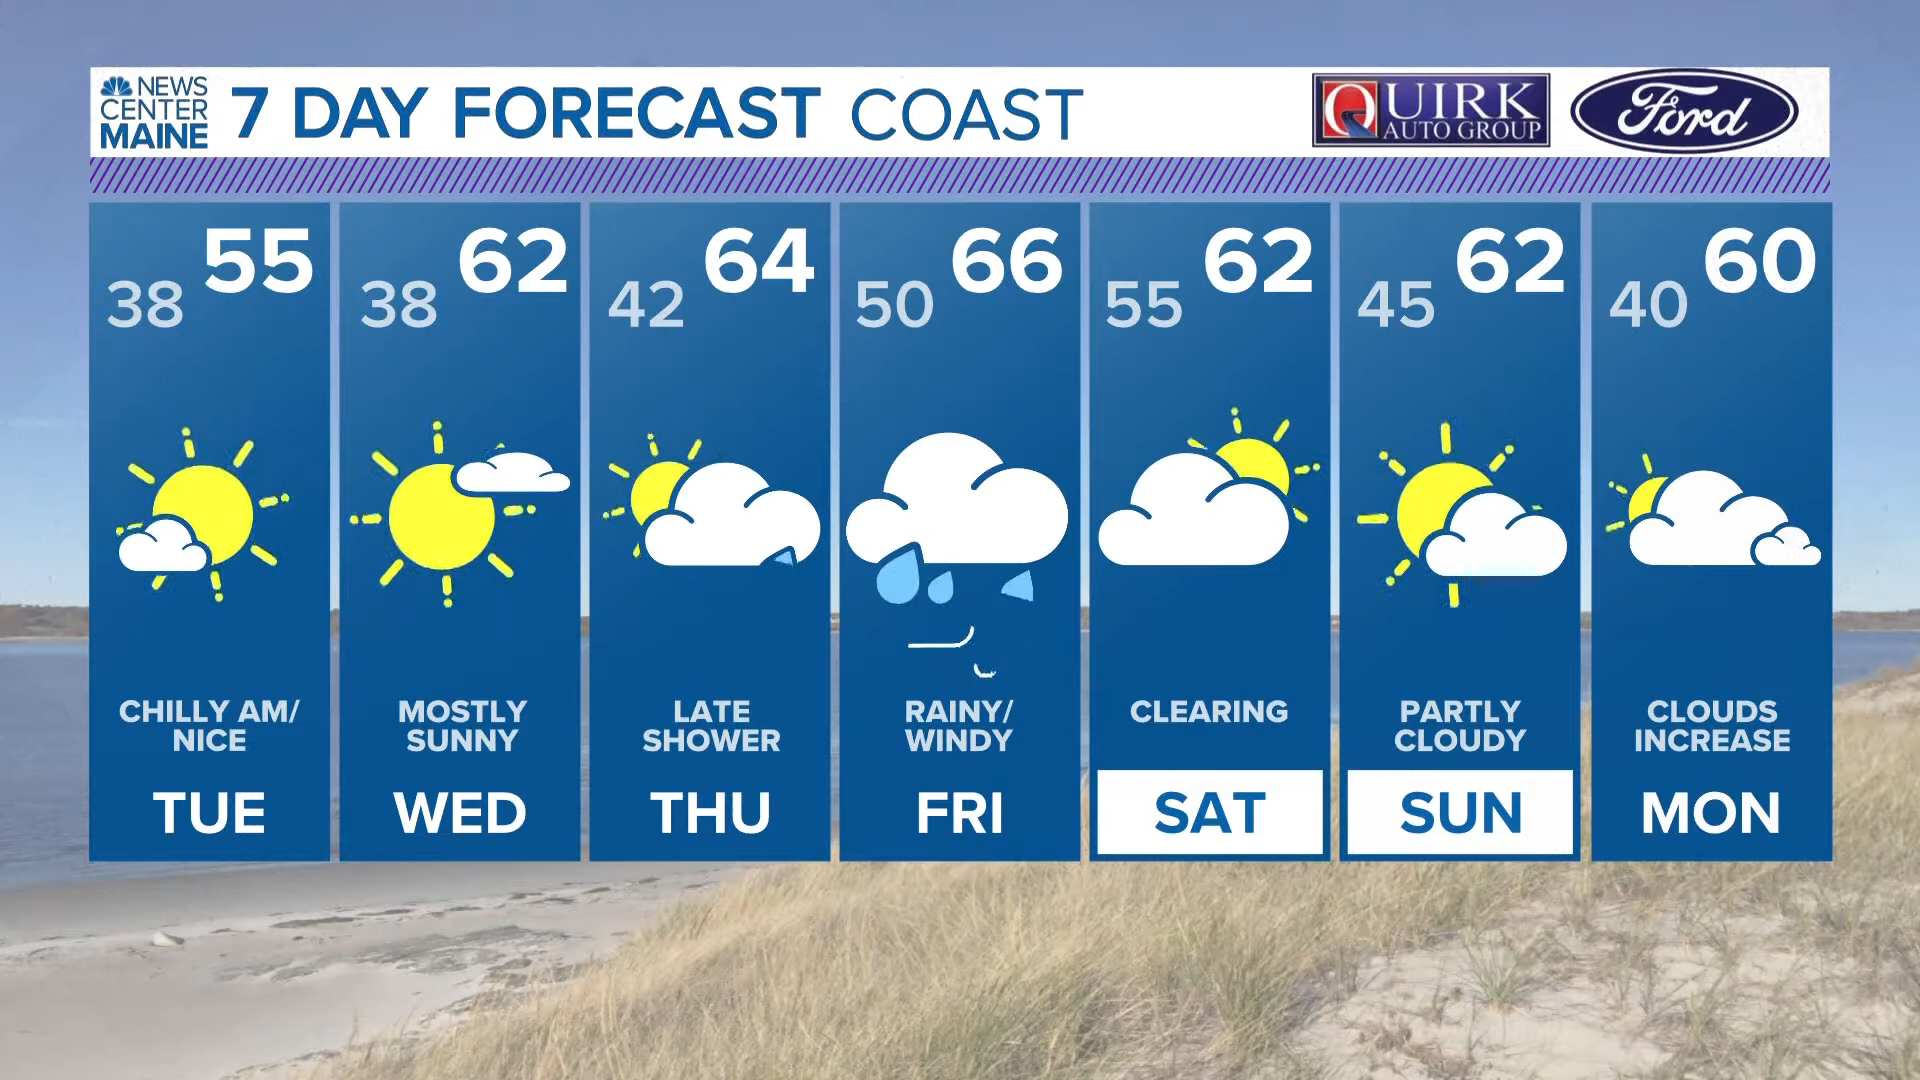 NEWS
CENTER
MAINE
7 DAY FORECAST COAST
QUIRK
AUTO GROUP
Ford
38 55
38 62
42 64
50 66
55 62
45 62
40 60
CHILLY AM/
NICE
MOSTLY
SUNNY
LATE
SHOWER
RAINY/
WINDY
CLEARING
PARTLY
CLOUDY
CLOUDS
INCREASE
TUE
WED
THU
FRI
SAT
SUN
MON